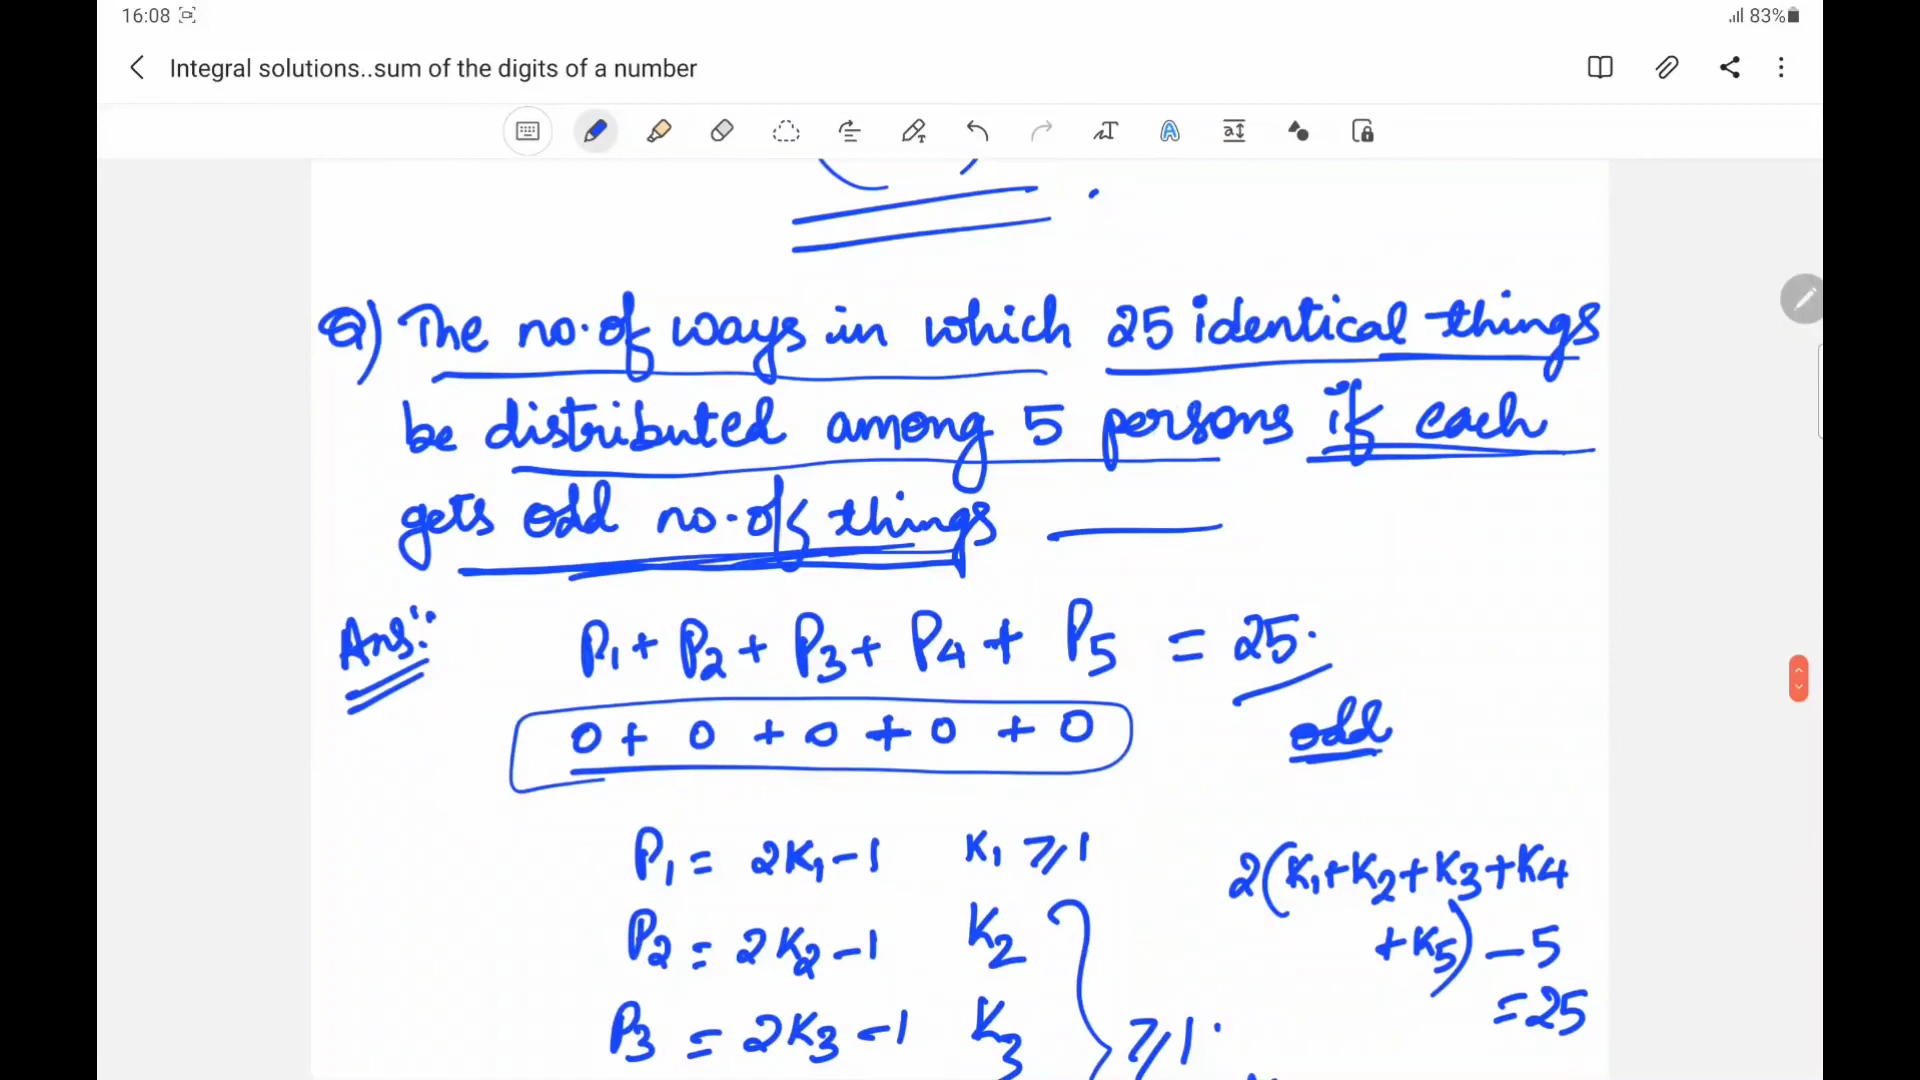 16:08
83%
Integral solutions..sum of the digits of a number
Q) The no. of ways in which 25 identical things
be distributed among 5 persons if each
gets odd no. of things
Ans:
P₁ + P₂ + P₃ + P₄ + P₅ = 25.
0 + 0 + 0 + 0 + 0
odd
P₁ = 2K₁ - 1 K₁ ⩾ 1
2(K₁+K₂+K₃+K₄
P₂ = 2K₂ - 1 K₂
+K₅) - 5
= 25
P₃ = 2K₃ - 1 K₃ ⩾ 1.